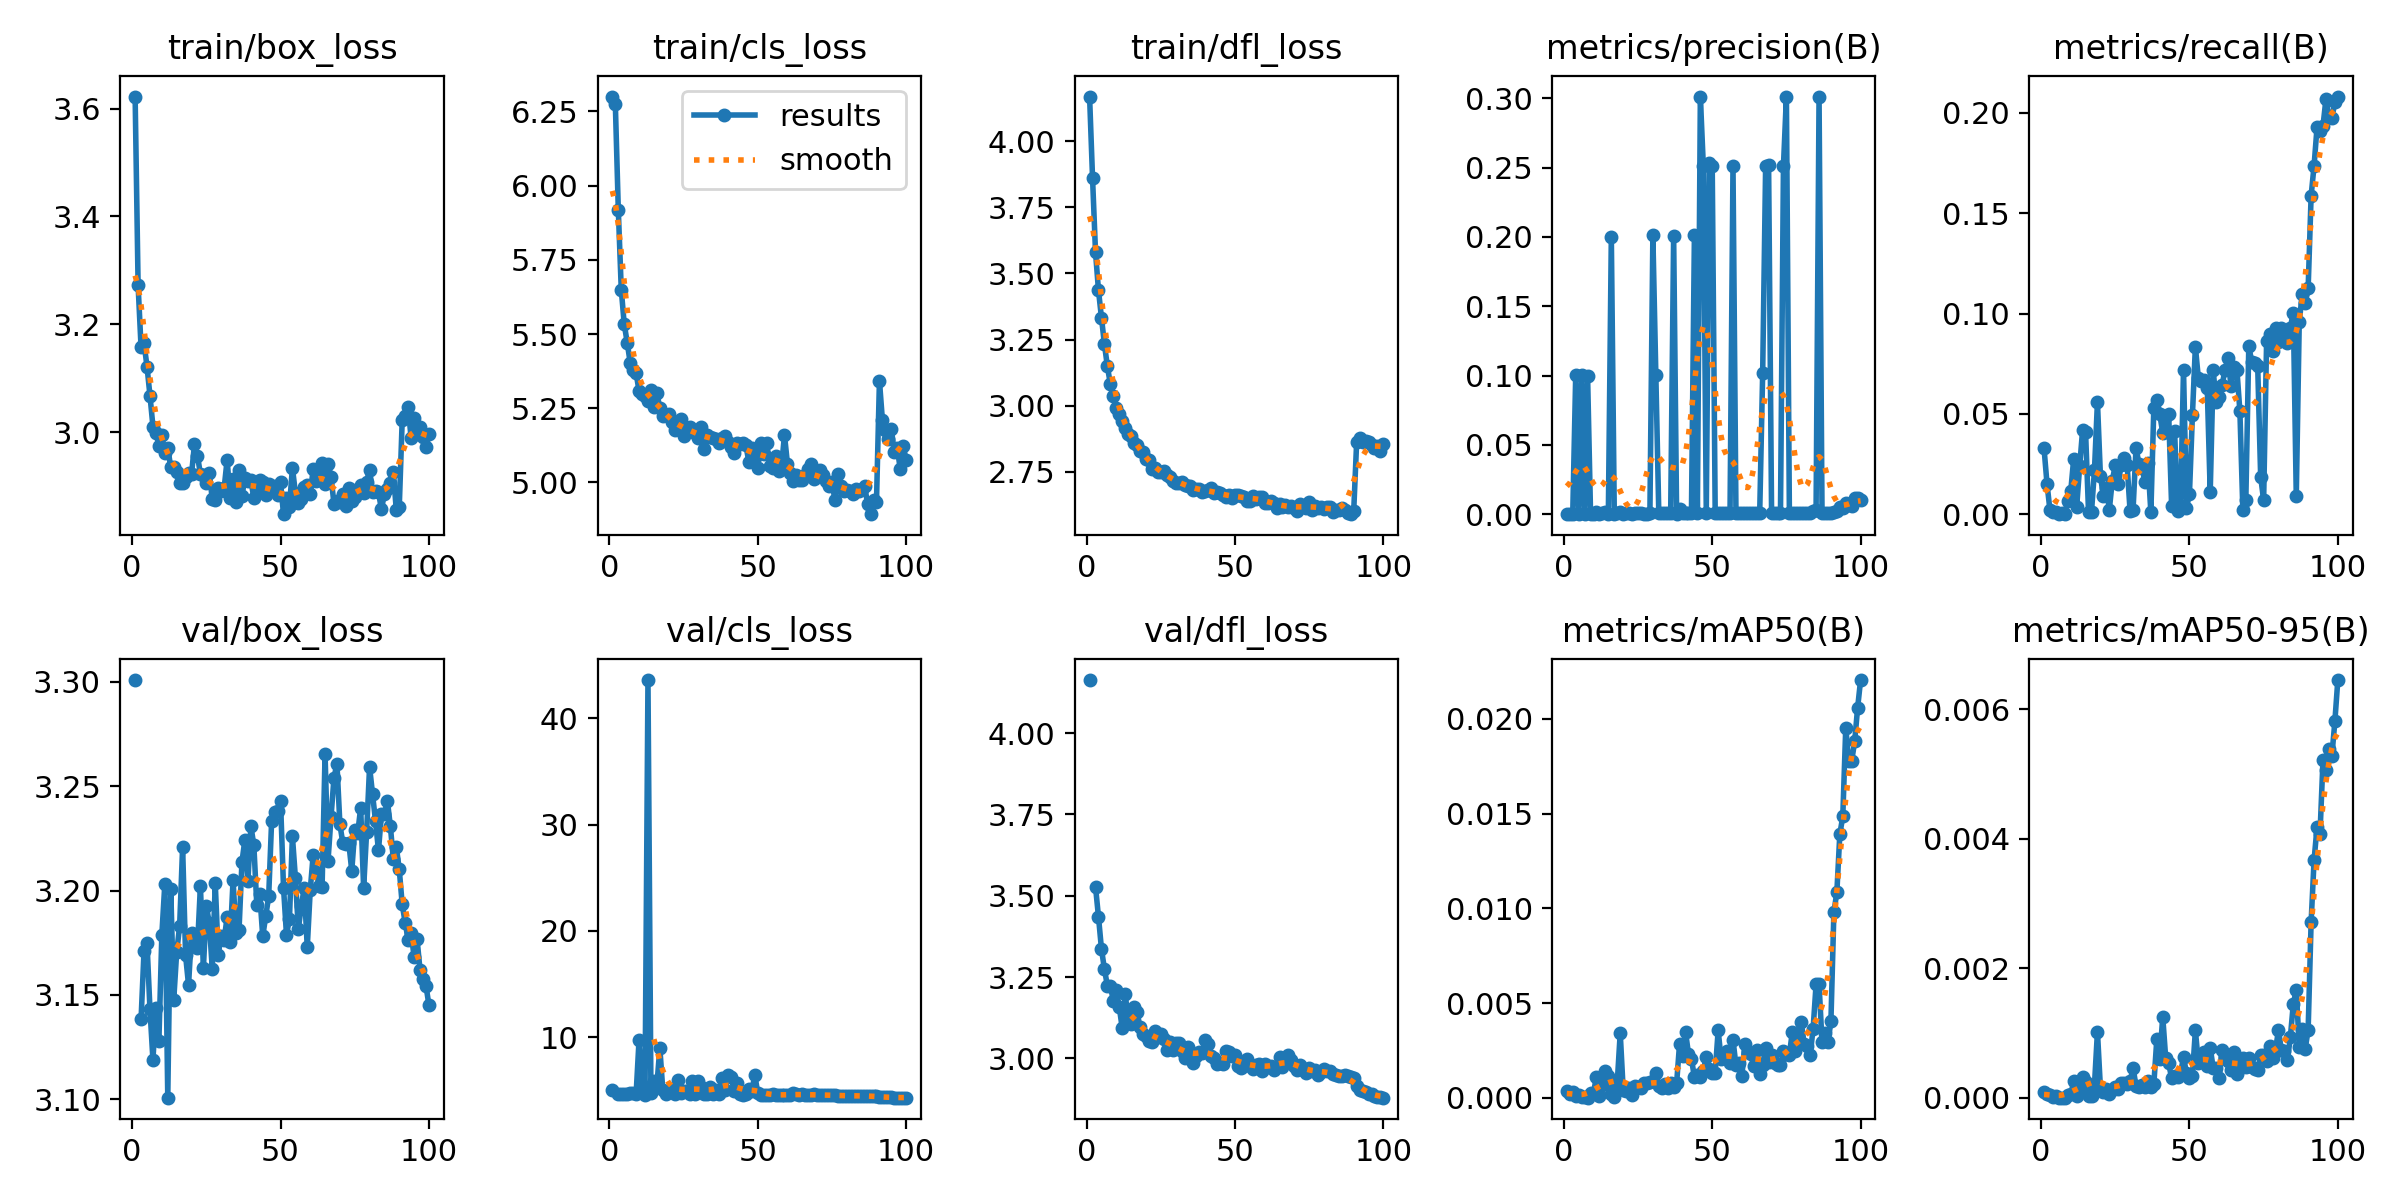 train/box_loss
3.6
3.4
3.2
3.0
0 50 100
train/cls_loss
results
smooth
6.25
6.00
5.75
5.50
5.25
5.00
0 50 100
train/dfl_loss
4.00
3.75
3.50
3.25
3.00
2.75
0 50 100
metrics/precision(B)
0.30
0.25
0.20
0.15
0.10
0.05
0.00
0 50 100
metrics/recall(B)
0.20
0.15
0.10
0.05
0.00
0 50 100
val/box_loss
3.30
3.25
3.20
3.15
3.10
0 50 100
val/cls_loss
40
30
20
10
0 50 100
val/dfl_loss
4.00
3.75
3.50
3.25
3.00
0 50 100
metrics/mAP50(B)
0.020
0.015
0.010
0.005
0.000
0 50 100
metrics/mAP50-95(B)
0.006
0.004
0.002
0.000
0 50 100